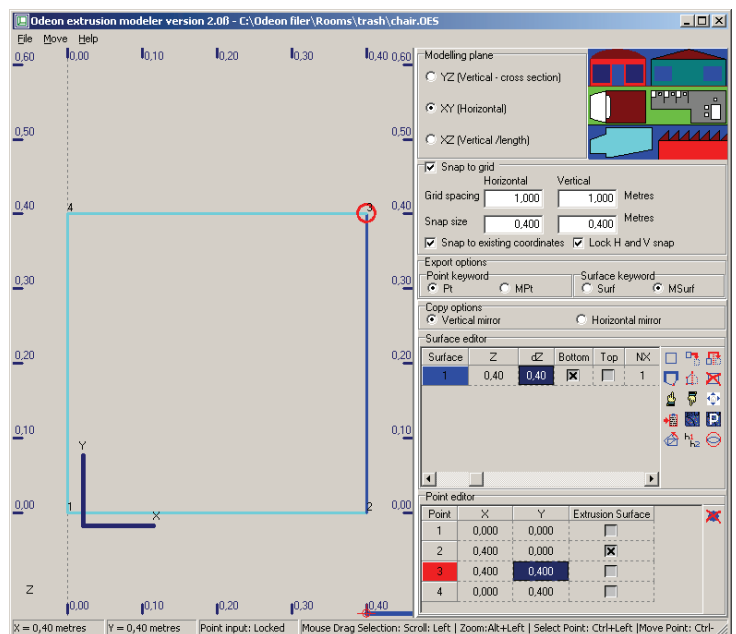 Odeon extrusion modeler version 2.0ß - C:\Odeon filer\Rooms\trash\chair.OES
File Move Help
0,60 0,00 0,10 0,20 0,30 0,40 0,60
0,50 0,50
0,40 4 3 0,40
0,30 0,30
0,20 0,20
0,10 0,10
Y
0,00 1 X 2 0,00
Z
0,00 0,10 0,20 0,30 0,40
Modelling plane
YZ (Vertical - cross section)
XY (Horizontal)
XZ (Vertical /length)
Snap to grid
Horizontal Vertical
Grid spacing 1,000 1,000 Metres
Snap size 0,400 0,400 Metres
Snap to existing coordinates Lock H and V snap
Export options
Point keyword Surface keyword
Pt MPt Surf MSurf
Copy options
Vertical mirror Horizontal mirror
Surface editor
Surface Z dZ Bottom Top NX
1 0,40 0,40 1
P
h1 h2
Point editor
Point X Y Extrusion Surface
1 0,000 0,000
2 0,400 0,000
3 0,400 0,400
4 0,000 0,400
X = 0,40 metres Y = 0,40 metres Point input: Locked Mouse Drag Selection: Scroll: Left | Zoom:Alt+Left | Select Point: Ctrl+Left |Move Point: Ctrl-